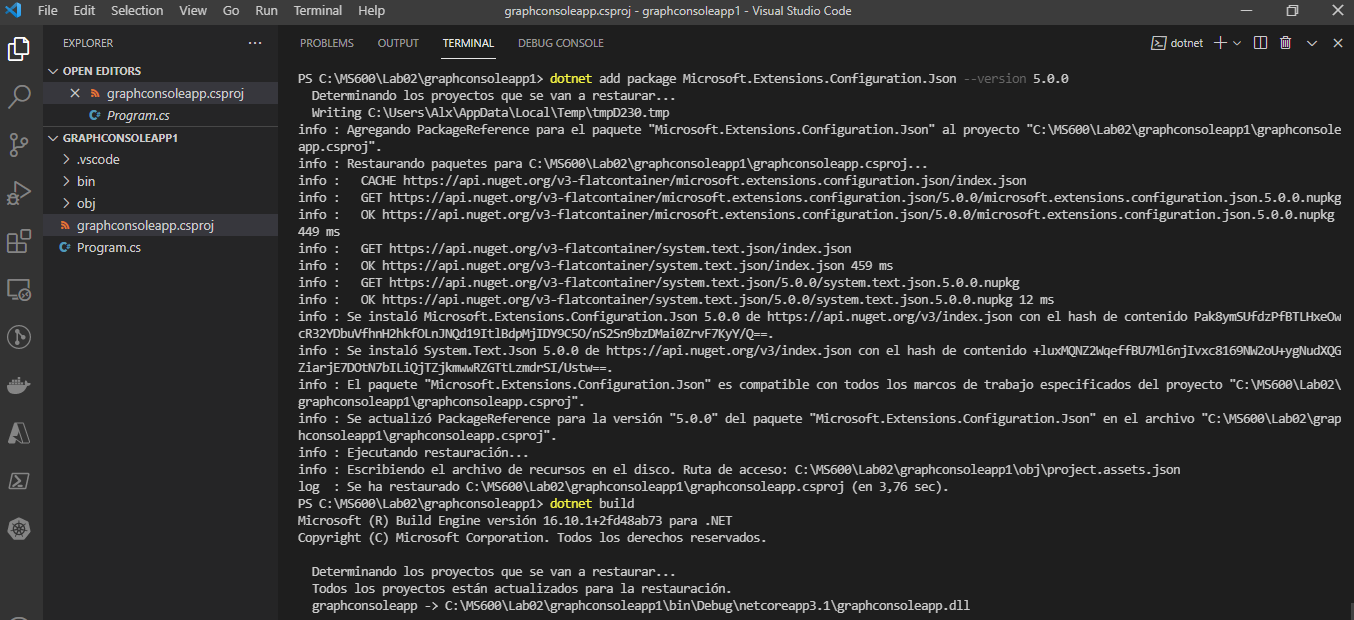 File Edit Selection View Go Run Terminal Help
graphconsoleapp.csproj - graphconsoleapp1 - Visual Studio Code
EXPLORER
OPEN EDITORS
graphconsoleapp.csproj
Program.cs
GRAPHCONSOLEAPP1
.vscode
bin
obj
graphconsoleapp.csproj
Program.cs
PROBLEMS OUTPUT TERMINAL DEBUG CONSOLE
dotnet
PS C:\MS600\Lab02\graphconsoleapp1> dotnet add package Microsoft.Extensions.Configuration.Json --version 5.0.0
Determinando los proyectos que se van a restaurar...
Writing C:\Users\Alx\AppData\Local\Temp\tmpD230.tmp
info : Agregando PackageReference para el paquete "Microsoft.Extensions.Configuration.Json" al proyecto "C:\MS600\Lab02\graphconsoleapp1\graphconsole
app.csproj".
info : Restaurando paquetes para C:\MS600\Lab02\graphconsoleapp1\graphconsoleapp.csproj...
info :   CACHE https://api.nuget.org/v3-flatcontainer/microsoft.extensions.configuration.json/index.json
info :   GET https://api.nuget.org/v3-flatcontainer/microsoft.extensions.configuration.json/5.0.0/microsoft.extensions.configuration.json.5.0.0.nupkg
info :   OK https://api.nuget.org/v3-flatcontainer/microsoft.extensions.configuration.json/5.0.0/microsoft.extensions.configuration.json.5.0.0.nupkg
449 ms
info :   GET https://api.nuget.org/v3-flatcontainer/system.text.json/index.json
info :   OK https://api.nuget.org/v3-flatcontainer/system.text.json/index.json 459 ms
info :   GET https://api.nuget.org/v3-flatcontainer/system.text.json/5.0.0/system.text.json.5.0.0.nupkg
info :   OK https://api.nuget.org/v3-flatcontainer/system.text.json/5.0.0/system.text.json.5.0.0.nupkg 12 ms
info : Se instaló Microsoft.Extensions.Configuration.Json 5.0.0 de https://api.nuget.org/v3/index.json con el hash de contenido Pak8ymSUfdzPfBTLHxeOw
cR32YDbuVfhnH2hkfOLnJNQd19ItlBdpMjIDY9C5O/nS2Sn9bzDMai0ZrvF7KyY/Q==.
info : Se instaló System.Text.Json 5.0.0 de https://api.nuget.org/v3/index.json con el hash de contenido +luxMQNZ2WqeffBU7Ml6njIvxc8169NW2oU+ygNudXQG
ZiarjE7DOtN7bILiQjTZjkmwwRZGTtLzmdrSI/Ustw==.
info : El paquete "Microsoft.Extensions.Configuration.Json" es compatible con todos los marcos de trabajo especificados del proyecto "C:\MS600\Lab02\
graphconsoleapp1\graphconsoleapp.csproj".
info : Se actualizó PackageReference para la versión "5.0.0" del paquete "Microsoft.Extensions.Configuration.Json" en el archivo "C:\MS600\Lab02\grap
hconsoleapp1\graphconsoleapp.csproj".
info : Ejecutando restauración...
info : Escribiendo el archivo de recursos en el disco. Ruta de acceso: C:\MS600\Lab02\graphconsoleapp1\obj\project.assets.json
log  : Se ha restaurado C:\MS600\Lab02\graphconsoleapp1\graphconsoleapp.csproj (en 3,76 sec).
PS C:\MS600\Lab02\graphconsoleapp1> dotnet build
Microsoft (R) Build Engine versión 16.10.1+2fd48ab73 para .NET
Copyright (C) Microsoft Corporation. Todos los derechos reservados.
Determinando los proyectos que se van a restaurar...
Todos los proyectos están actualizados para la restauración.
graphconsoleapp -> C:\MS600\Lab02\graphconsoleapp1\bin\Debug\netcoreapp3.1\graphconsoleapp.dll